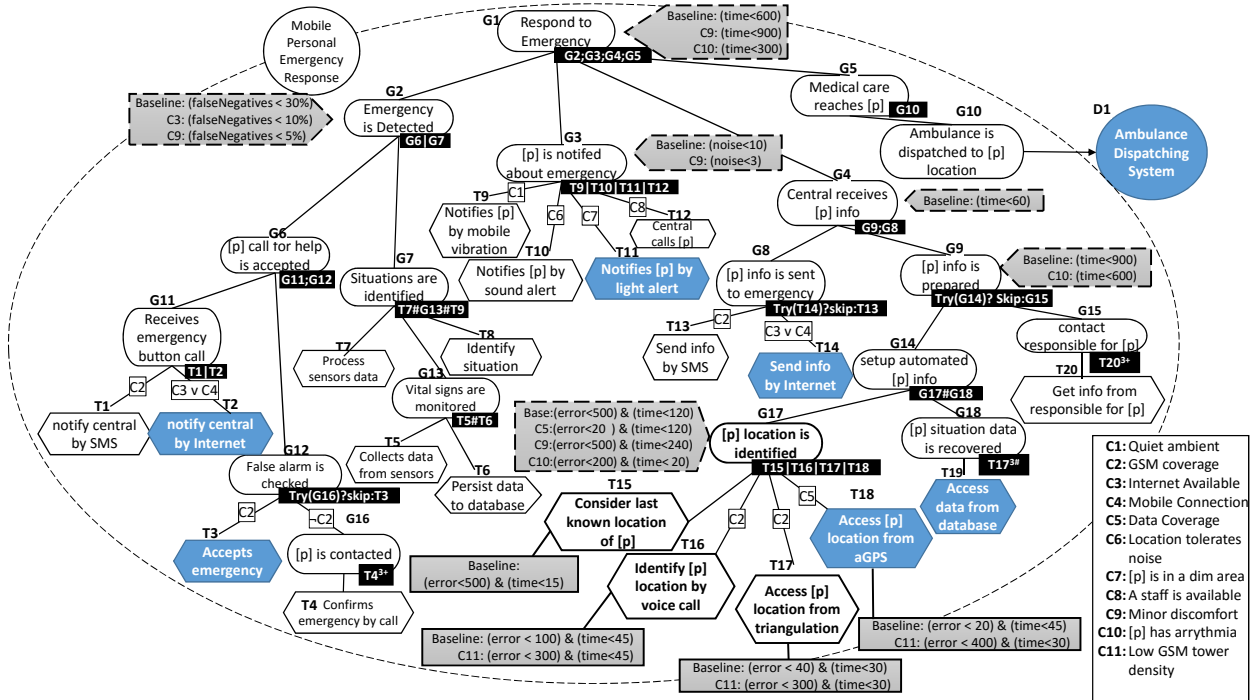 Mobile
Personal
Emergency
Response
G1
Respond to
Emergency
G2;G3;G4;G5
Baseline: (time<600)
C9: (time<900)
C10: (time<300)
G2
Emergency
is Detected
G6|G7
Baseline: (falseNegatives < 30%)
C3: (falseNegatives < 10%)
C9: (falseNegatives < 5%)
G3
[p] is notifed
about emergency
T9|T10|T11|T12
Baseline: (noise<10)
C9: (noise<3)
G5
Medical care
reaches [p]
G10
G10
Ambulance is
dispatched to [p]
location
D1
Ambulance
Dispatching
System
G4
Central receives
[p] info
G9;G8
Baseline: (time<60)
C1
C6
C7
C8
T9
Notifies [p]
by mobile
vibration
T10
Notifies [p] by
sound alert
T11
Notifies [p] by
light alert
T12
Central
calls [p]
G6
[p] call for help
is accepted
G11;G12
G7
Situations are
identified
T7#G13#T9
G8
[p] info is sent
to emergency
Try(T14)?skip:T13
G9
[p] info is
prepared
Try(G14)? Skip:G15
Baseline: (time<900)
C10: (time<600)
G11
Receives
emergency
button call
T1|T2
C2
C3 v C4
T1
notify central
by SMS
T2
notify central
by Internet
T7
Process
sensors data
T8
Identify
situation
G13
Vital signs are
monitored
T5#T6
T5
Collects data
from sensors
T6
Persist data
to database
C2
C3 v C4
T13
Send info
by SMS
T14
Send info
by Internet
G14
setup automated
[p] info
G17#G18
G15
contact
responsible for [p]
T20³⁺
T20
Get info from
responsible for [p]
G12
False alarm is
checked
Try(G16)?skip:T3
C2
¬C2
T3
Accepts
emergency
G16
[p] is contacted
T4³⁺
T4 Confirms
emergency by call
Base:(error<500) & (time<120)
C5:(error<20 ) & (time<120)
C9:(error<500) & (time<240)
C10:(error<200) & (time< 20)
G17
[p] location is
identified
T15|T16|T17|T18
G18
[p] situation data
is recovered
T17³#
T19
Access
data from
database
C2
C2
C5
T15
Consider last
known location
of [p]
Baseline:
(error<500) & (time<15)
T16
Identify [p]
location by
voice call
Baseline: (error < 100) & (time<45)
C11: (error < 300) & (time<45)
T17
Access [p]
location from
triangulation
Baseline: (error < 40) & (time<30)
C11: (error < 300) & (time<30)
T18
Access [p]
location from
aGPS
Baseline: (error < 20) & (time<45)
C11: (error < 400) & (time<30)
C1: Quiet ambient
C2: GSM coverage
C3: Internet Available
C4: Mobile Connection
C5: Data Coverage
C6: Location tolerates
noise
C7: [p] is in a dim area
C8: A staff is available
C9: Minor discomfort
C10: [p] has arrythmia
C11: Low GSM tower
density